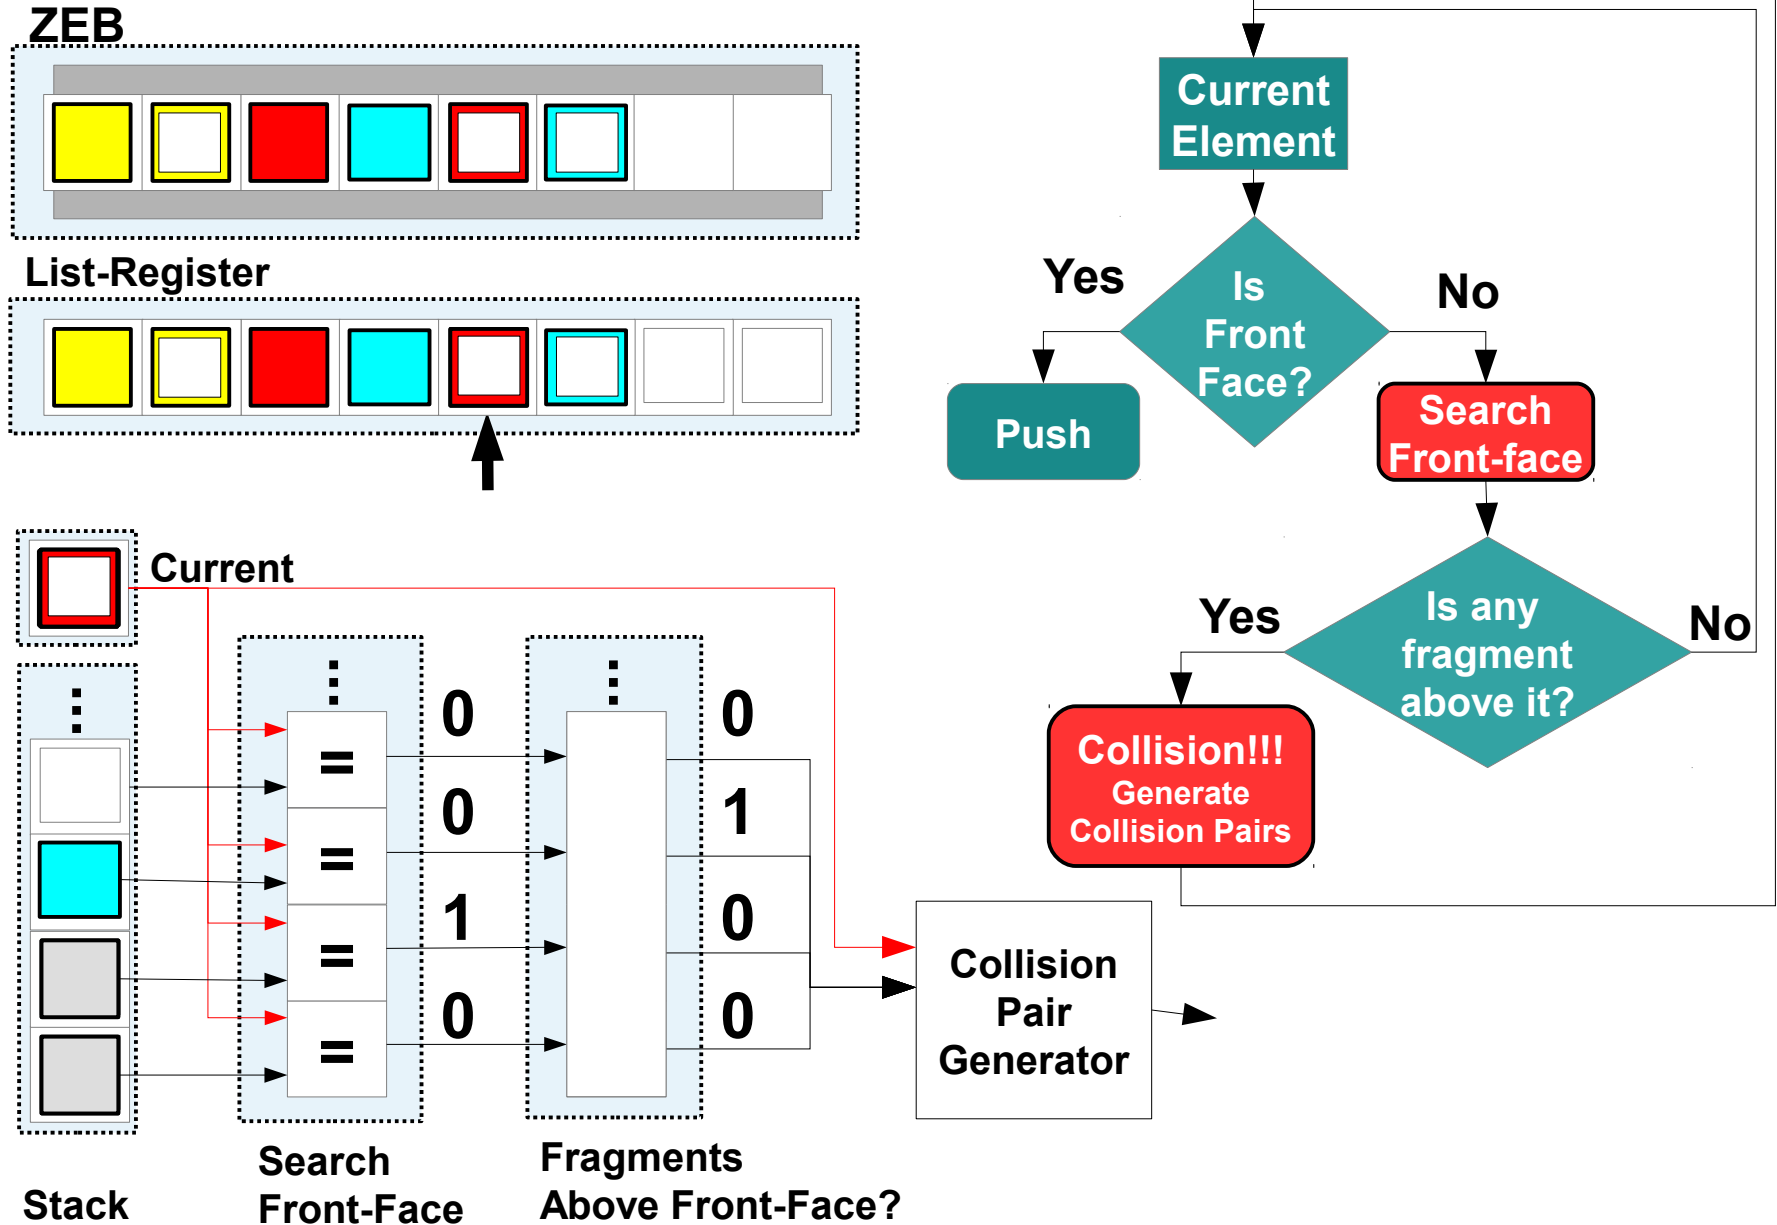 ZEB
List-Register
Current
0
0
0
1
1
0
0
0
=
=
=
=
Stack
Search
Front-Face
Fragments
Above Front-Face?
Collision
Pair
Generator
Current
Element
Is
Front
Face?
Yes
No
Push
Search
Front-face
Is any
fragment
above it?
Yes
No
Collision!!!
Generate
Collision Pairs